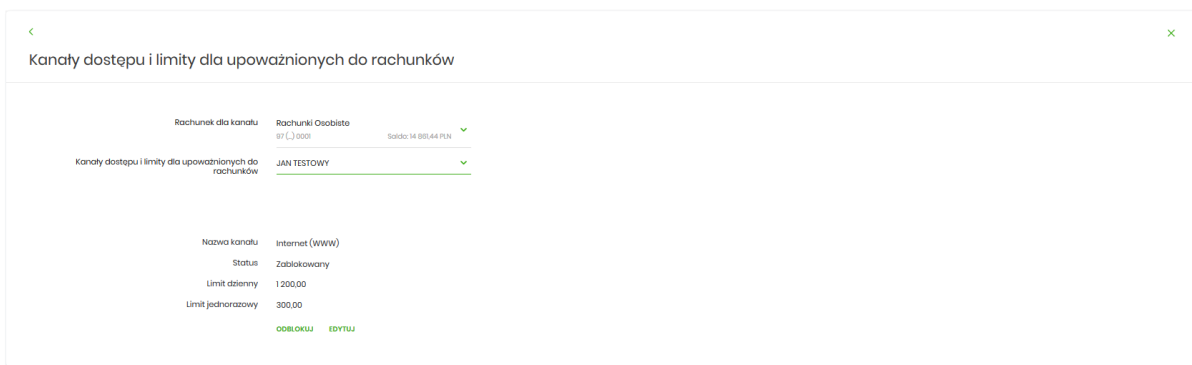 Kanały dostępu i limity dla upoważnionych do rachunków
Rachunek dla kanału
Rachunki Osobiste
97 (...) 0001
Saldo: 14 861,44 PLN
Kanały dostępu i limity dla upoważnionych do
rachunków
JAN TESTOWY
Nazwa kanału
Internet (WWW)
Status
Zablokowany
Limit dzienny
1 200,00
Limit jednorazowy
300,00
ODBLOKUJ
EDYTUJ